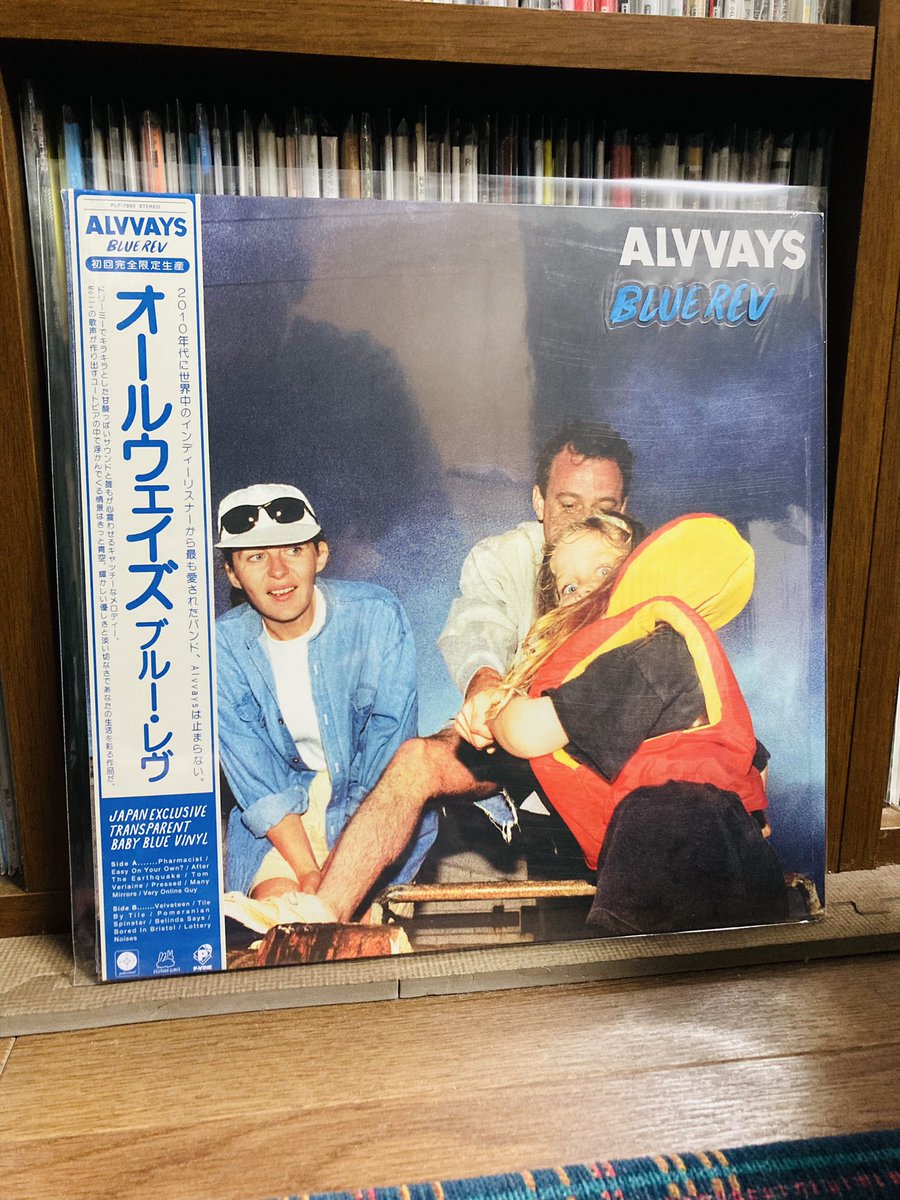 PLP-7890 STEREO
ALVVAYS
BLUE REV
初回完全限定生産
2010年代に世界中のインディーリスナーから最も愛されたバンド、Alvvaysは止まらない。
オールウェイズ ブルー・レヴ
ドリーミーでキラキラとした甘酸っぱいサウンドと誰もが心震わせるキャッチーなメロディー。
Mollyの歌声が作り出すユートピアの中で浮かんでくる情景はきっと青空。輝かしい優しさと淡い切なさであなたの生活を彩る作品だ。
JAPAN EXCLUSIVE
TRANSPARENT
BABY BLUE VINYL
Side A.......Pharmacist /
Easy On Your Own? / After
The Earthquake / Tom
Verlaine / Pressed / Many
Mirrors / Very Online Guy
Side B.......Velveteen / Tile
By Tile / Pomeranian
Spinster / Belinda Says /
Bored In Bristol / Lottery
Noises
P-VINE
ALVVAYS
BLUE REV